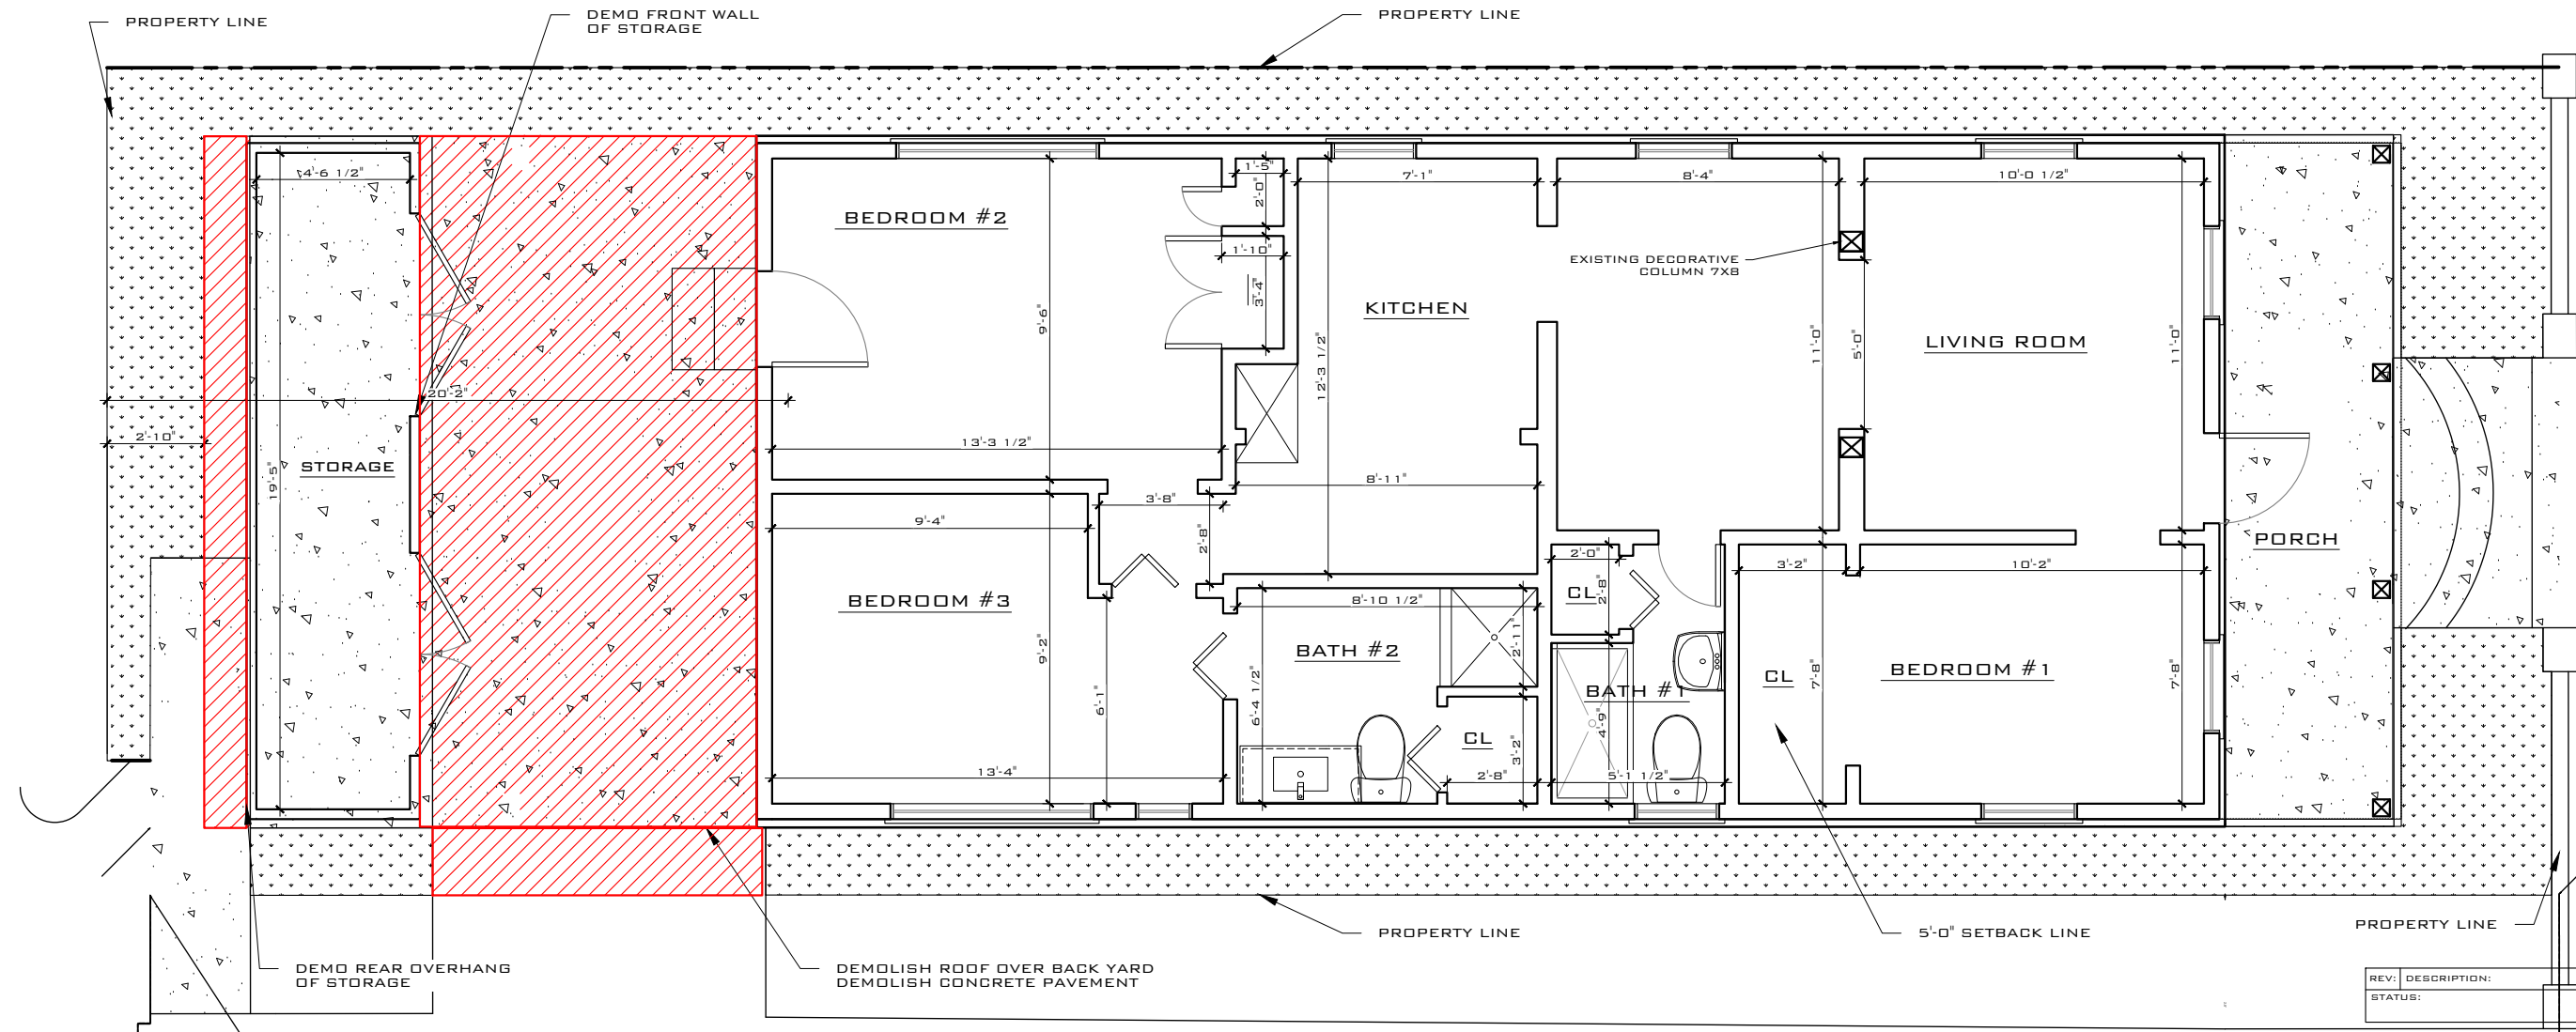 PROPERTY LINE
DEMO FRONT WALL
OF STORAGE
PROPERTY LINE
4'-6 1/2"
1'-5"
2'-0"
7'-1"
8'-4"
10'-0 1/2"
BEDROOM #2
1'-10"
3'-4"
EXISTING DECORATIVE
COLUMN 7X8
KITCHEN
9'-6"
12'-3 1/2"
11'-0"
5'-0"
LIVING ROOM
11'-0"
20'-2"
2'-10"
13'-3 1/2"
STORAGE
19'-5"
8'-11"
3'-8"
9'-4"
2'-8"
PORCH
2'-0"
3'-2"
10'-2"
CL
2'-8"
BEDROOM #3
8'-10 1/2"
2'-11"
9'-2"
BATH #2
BATH #1
CL
7'-8"
BEDROOM #1
7'-8"
6'-1"
6'-4 1/2"
4'-9"
CL
3'-2"
13'-4"
2'-8"
5'-1 1/2"
PROPERTY LINE
5'-0" SETBACK LINE
PROPERTY LINE
DEMO REAR OVERHANG
OF STORAGE
DEMOLISH ROOF OVER BACK YARD
DEMOLISH CONCRETE PAVEMENT
REV: DESCRIPTION:
STATUS: